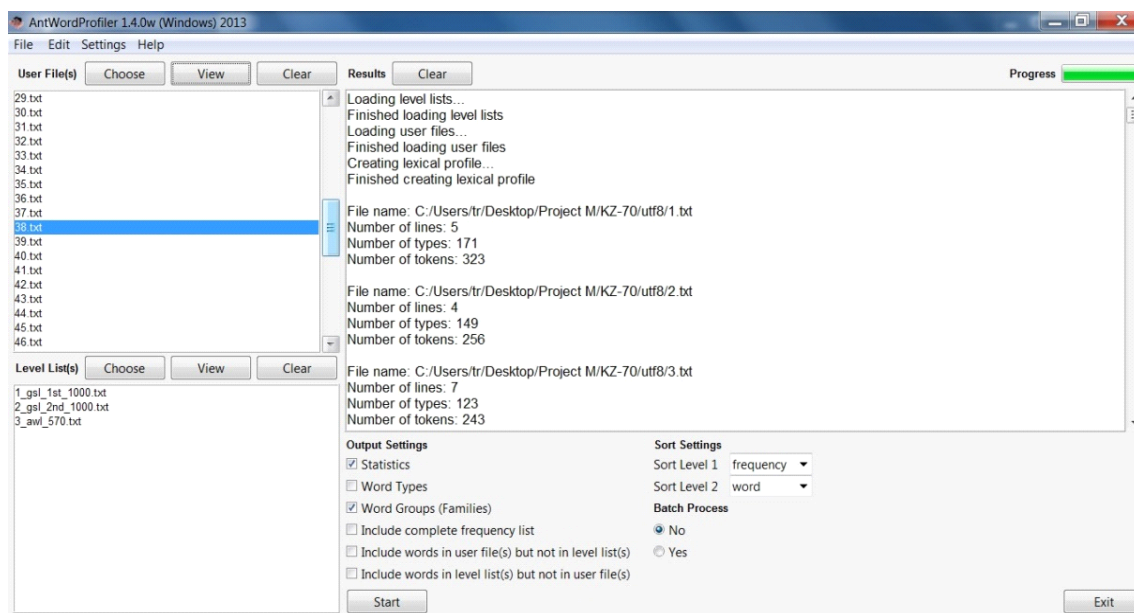 AntWordProfiler 1.4.0w (Windows) 2013
File Edit Settings Help
User File(s) Choose View Clear
29.txt
30.txt
31.txt
32.txt
33.txt
34.txt
35.txt
36.txt
37.txt
38.txt
39.txt
40.txt
41.txt
42.txt
43.txt
44.txt
45.txt
46.txt
Level List(s) Choose View Clear
1_gsl_1st_1000.txt
2_gsl_2nd_1000.txt
3_awl_570.txt
Results Clear Progress
Loading level lists...
Finished loading level lists
Loading user files...
Finished loading user files
Creating lexical profile...
Finished creating lexical profile
File name: C:/Users/tr/Desktop/Project M/KZ-70/utf8/1.txt
Number of lines: 5
Number of types: 171
Number of tokens: 323
File name: C:/Users/tr/Desktop/Project M/KZ-70/utf8/2.txt
Number of lines: 4
Number of types: 149
Number of tokens: 256
File name: C:/Users/tr/Desktop/Project M/KZ-70/utf8/3.txt
Number of lines: 7
Number of types: 123
Number of tokens: 243
Output Settings
Statistics
Word Types
Word Groups (Families)
Include complete frequency list
Include words in user file(s) but not in level list(s)
Include words in level list(s) but not in user file(s)
Start
Sort Settings
Sort Level 1 frequency
Sort Level 2 word
Batch Process
No
Yes
Exit